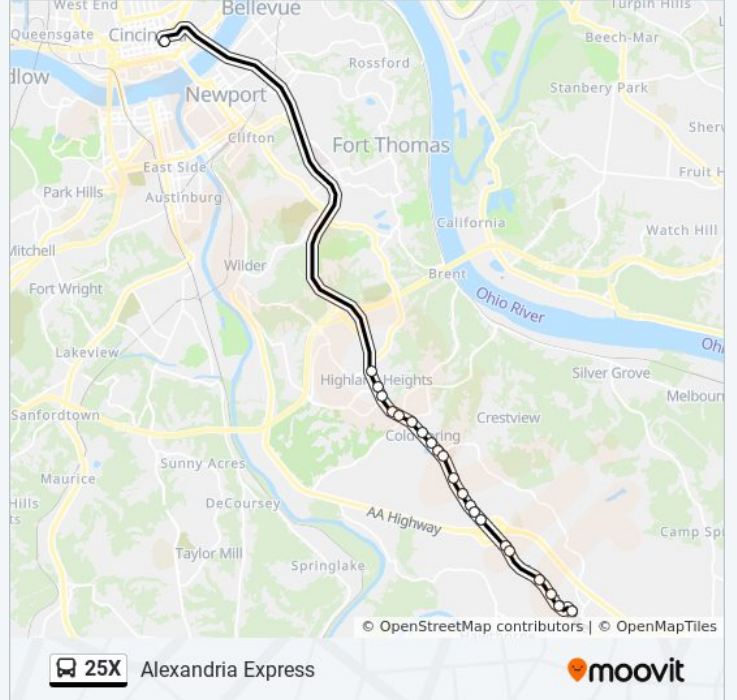 West End
Bellevue
Turpin Hills
Queensgate
Cincin
Beech-Mar
Rossford
dlow
Newport
Stanbery Park
Clifton
Fort Thomas
East Side
Fruit H
Park Hills
Austinburg
California
Watch Hill
Mitchell
Wilder
Brent
Fort Wright
Ohio River
Lakeview
Silver Grove
Highland Heights
Melbour
Sanfordtown
Crestview
Cold Spring
Sunny Acres
Maurice
Hills
ts
DeCoursey
AA Highway
Camp Spr
Taylor Mill
Springlake
© OpenStreetMap contributors | © OpenMapTiles
25X Alexandria Express
moovit